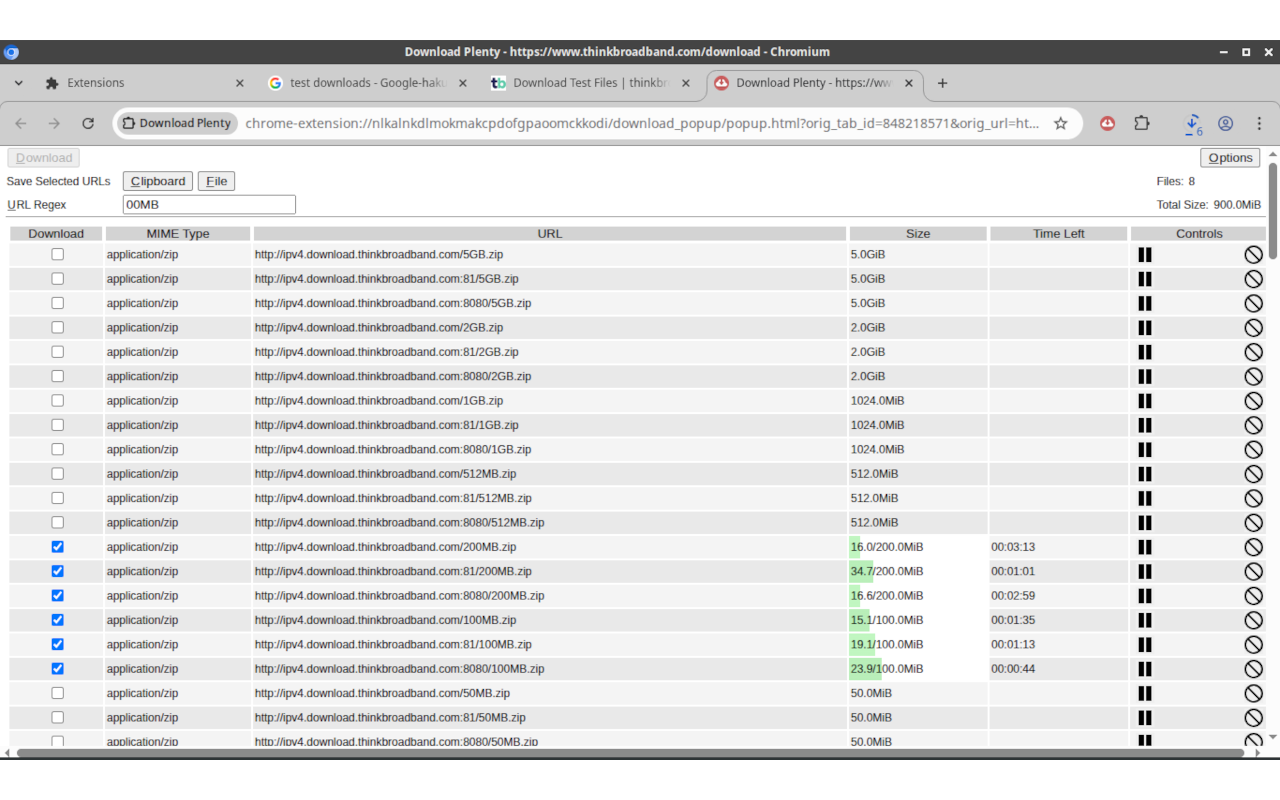 Download Plenty - https://www.thinkbroadband.com/download - Chromium
Extensions test downloads - Google-haku Download Test Files | thinkbr Download Plenty - https://ww
Download Plenty chrome-extension://nlkalnkdlmokmakcpdofgpaoomckkodi/download_popup/popup.html?orig_tab_id=848218571&orig_url=ht... 6
Download Options
Save Selected URLs Clipboard File Files: 8
URL Regex 00MB Total Size: 900.0MiB
Download MIME Type URL Size Time Left Controls
application/zip http://ipv4.download.thinkbroadband.com/5GB.zip 5.0GiB
application/zip http://ipv4.download.thinkbroadband.com:81/5GB.zip 5.0GiB
application/zip http://ipv4.download.thinkbroadband.com:8080/5GB.zip 5.0GiB
application/zip http://ipv4.download.thinkbroadband.com/2GB.zip 2.0GiB
application/zip http://ipv4.download.thinkbroadband.com:81/2GB.zip 2.0GiB
application/zip http://ipv4.download.thinkbroadband.com:8080/2GB.zip 2.0GiB
application/zip http://ipv4.download.thinkbroadband.com/1GB.zip 1024.0MiB
application/zip http://ipv4.download.thinkbroadband.com:81/1GB.zip 1024.0MiB
application/zip http://ipv4.download.thinkbroadband.com:8080/1GB.zip 1024.0MiB
application/zip http://ipv4.download.thinkbroadband.com/512MB.zip 512.0MiB
application/zip http://ipv4.download.thinkbroadband.com:81/512MB.zip 512.0MiB
application/zip http://ipv4.download.thinkbroadband.com:8080/512MB.zip 512.0MiB
application/zip http://ipv4.download.thinkbroadband.com/200MB.zip 16.0/200.0MiB 00:03:13
application/zip http://ipv4.download.thinkbroadband.com:81/200MB.zip 34.7/200.0MiB 00:01:01
application/zip http://ipv4.download.thinkbroadband.com:8080/200MB.zip 16.6/200.0MiB 00:02:59
application/zip http://ipv4.download.thinkbroadband.com/100MB.zip 15.1/100.0MiB 00:01:35
application/zip http://ipv4.download.thinkbroadband.com:81/100MB.zip 19.1/100.0MiB 00:01:13
application/zip http://ipv4.download.thinkbroadband.com:8080/100MB.zip 23.9/100.0MiB 00:00:44
application/zip http://ipv4.download.thinkbroadband.com/50MB.zip 50.0MiB
application/zip http://ipv4.download.thinkbroadband.com:81/50MB.zip 50.0MiB
application/zip http://ipv4.download.thinkbroadband.com:8080/50MB.zip 50.0MiB